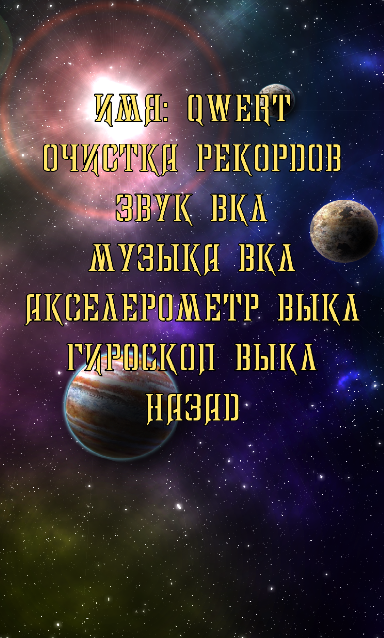 ИМЯ: QWERT
ОЧИСТКА РЕКОРДОВ
ЗВУК ВКЛ
МУЗЫКА ВКЛ
АКСЕЛЕРОМЕТР ВЫКЛ
ГИРОСКОП ВЫКЛ
НАЗАД